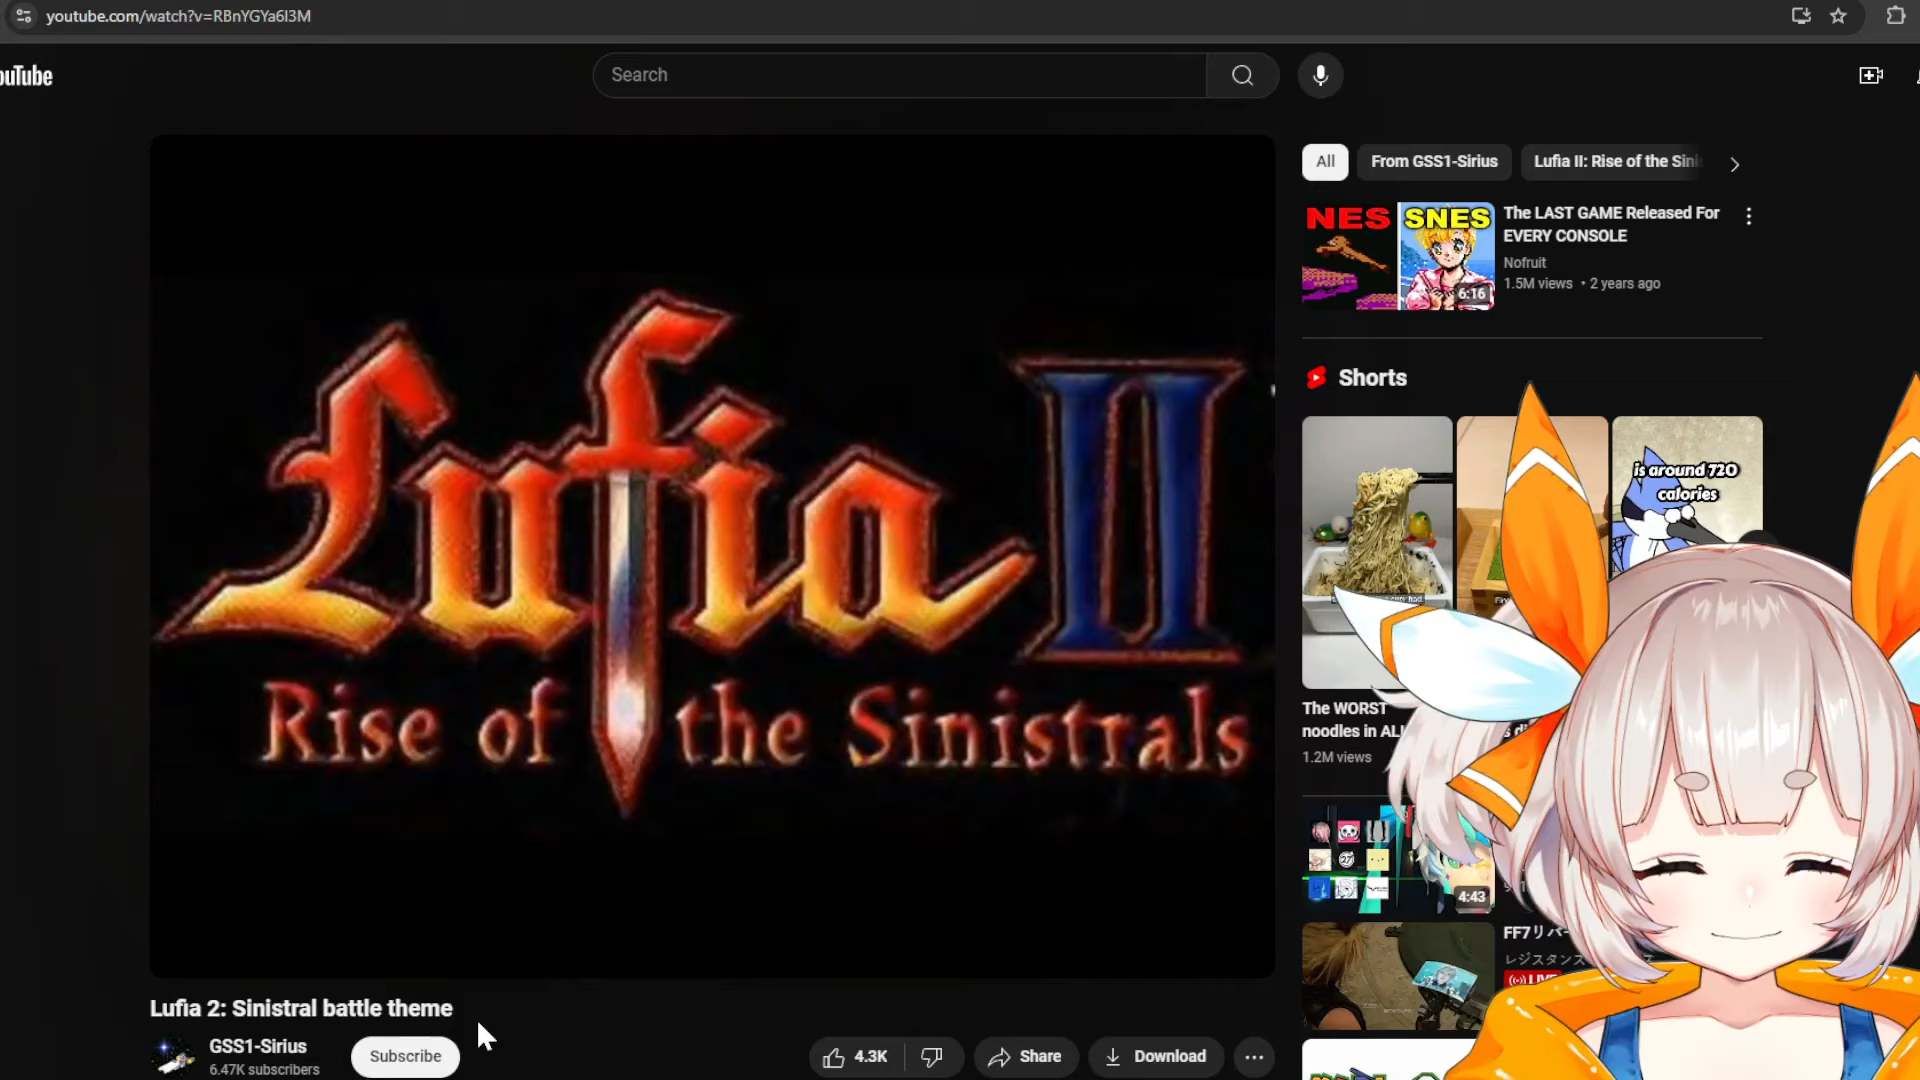 youtube.com/watch?v=RBnYGYa6I3M
ouTube
Search
Lufia II
Rise of the Sinistrals
Lufia 2: Sinistral battle theme
GSS1-Sirius
6.47K subscribers
Subscribe
4.3K
Share
Download
All
From GSS1-Sirius
Lufia II: Rise of the Sini
NES
SNES
6:16
The LAST GAME Released For
EVERY CONSOLE
Nofruit
1.5M views • 2 years ago
Shorts
is around 720
calories
The WORST
noodles in AL
1.2M views
4:43
FF7リバ
レジスタンス
LIVE